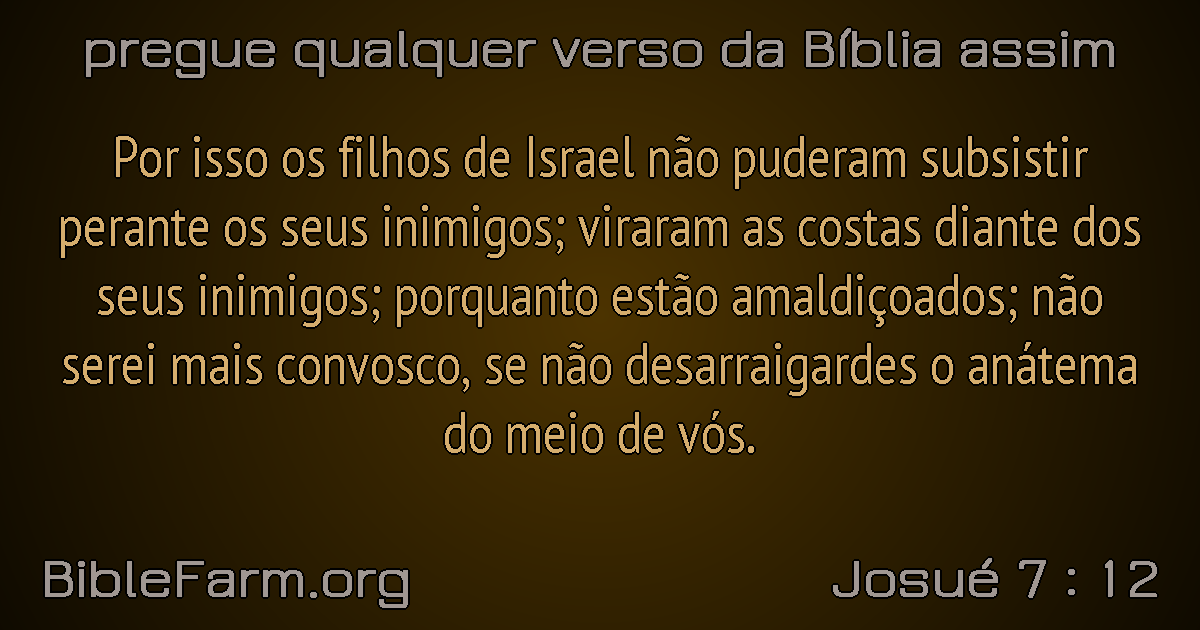 pregue qualquer verso da Bíblia assim
Por isso os filhos de Israel não puderam subsistir
perante os seus inimigos; viraram as costas diante dos
seus inimigos; porquanto estão amaldiçoados; não
serei mais convosco, se não desarraigardes o anátema
do meio de vós.
BibleFarm.org
Josué 7 : 12